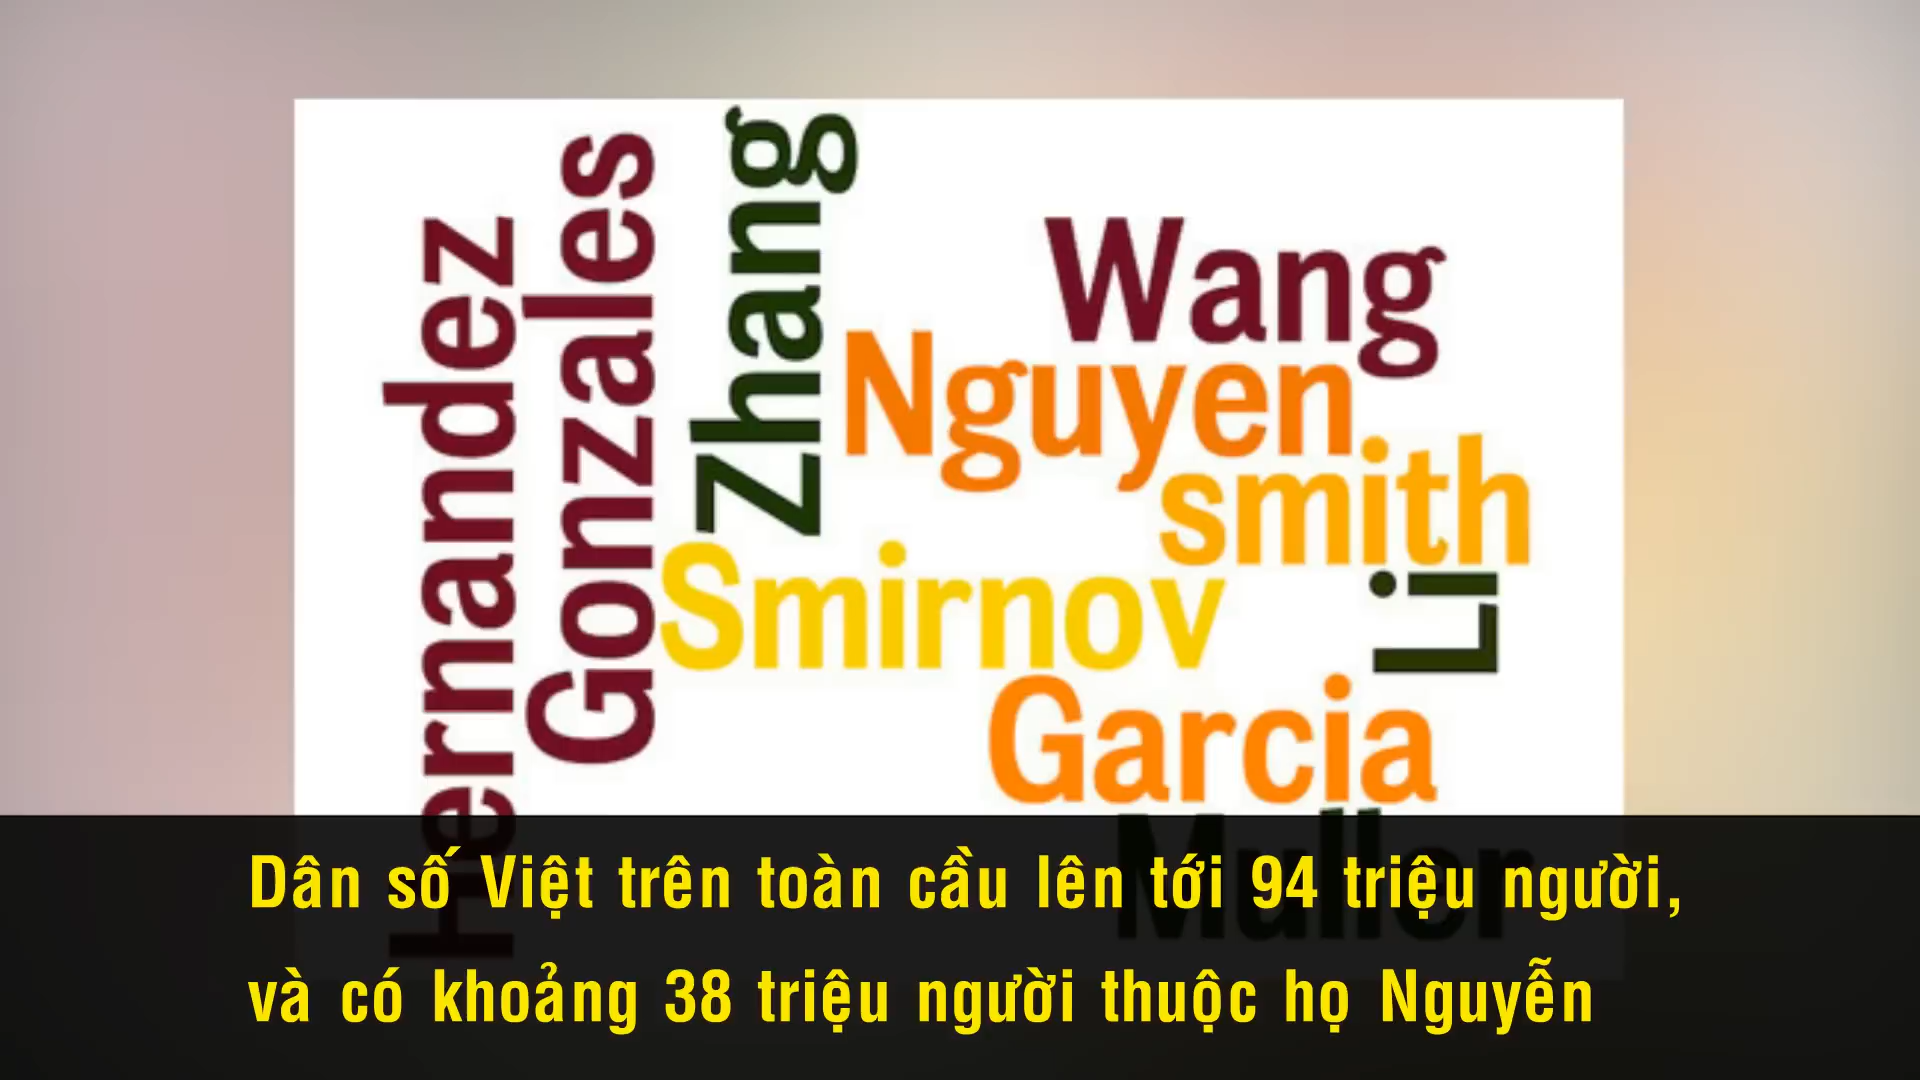 Hernandez
Gonzales
Zhang
Wang
Nguyen
smith
Smirnov
Li
Garcia
Muller
Dân số Việt trên toàn cầu lên tới 94 triệu người,
và có khoảng 38 triệu người thuộc họ Nguyễn